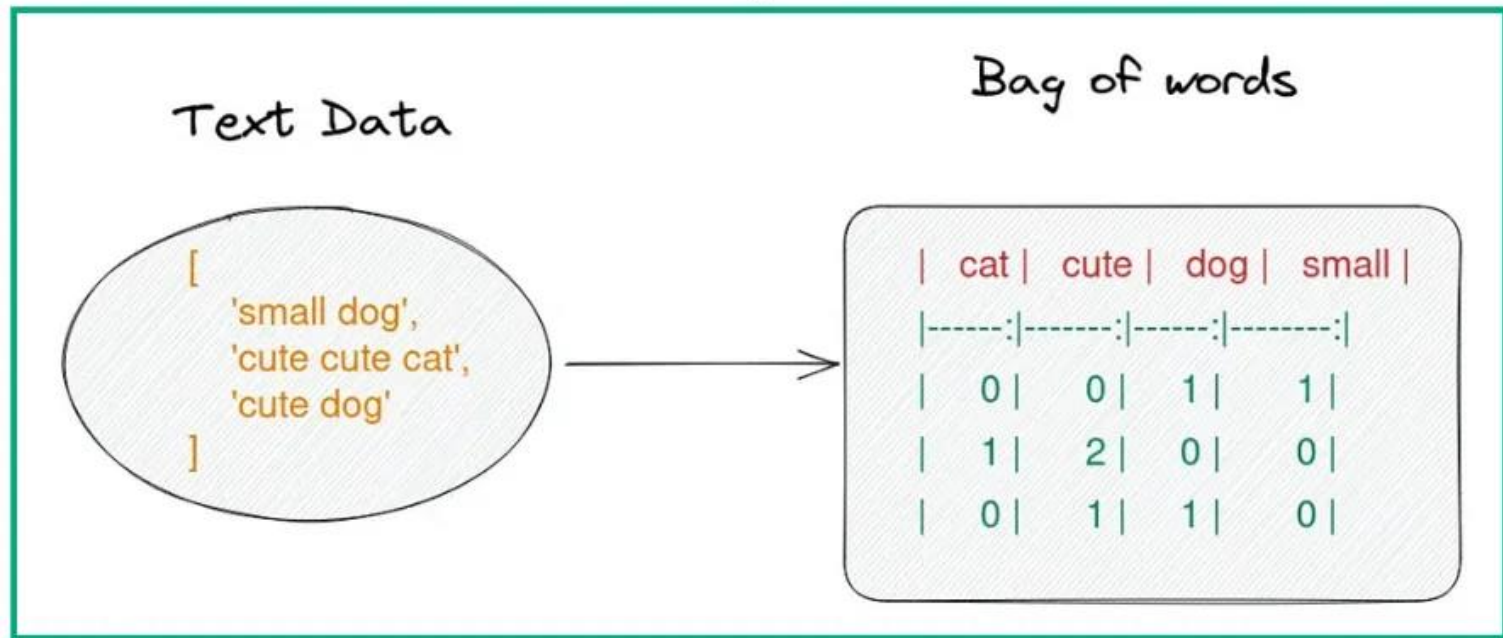 Text Data
[
'small dog',
'cute cute cat',
'cute dog'
]
Bag of words
| cat | cute | dog | small |
|------:|-------:|------:|--------:|
| 0 | 0 | 1 | 1 |
| 1 | 2 | 0 | 0 |
| 0 | 1 | 1 | 0 |